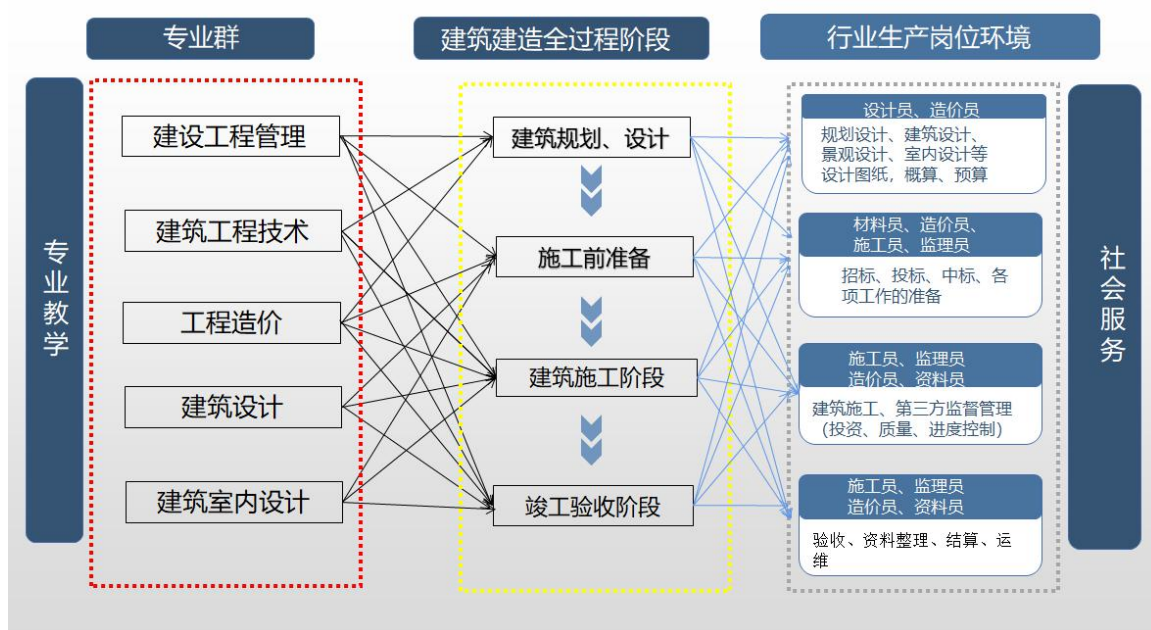 专业群
建筑建造全过程阶段
行业生产岗位环境
专业教学
建设工程管理
建筑工程技术
工程造价
建筑设计
建筑室内设计
建筑规划、设计
施工前准备
建筑施工阶段
竣工验收阶段
设计员、造价员
规划设计、建筑设计、
景观设计、室内设计等
设计图纸，概算、预算
材料员、造价员、
施工员、监理员
招标、投标、中标、各
项工作的准备
施工员、监理员
造价员、资料员
建筑施工、第三方监督管理
（投资、质量、进度控制）
施工员、监理员
造价员、资料员
验收、资料整理、结算、运
维
社会服务